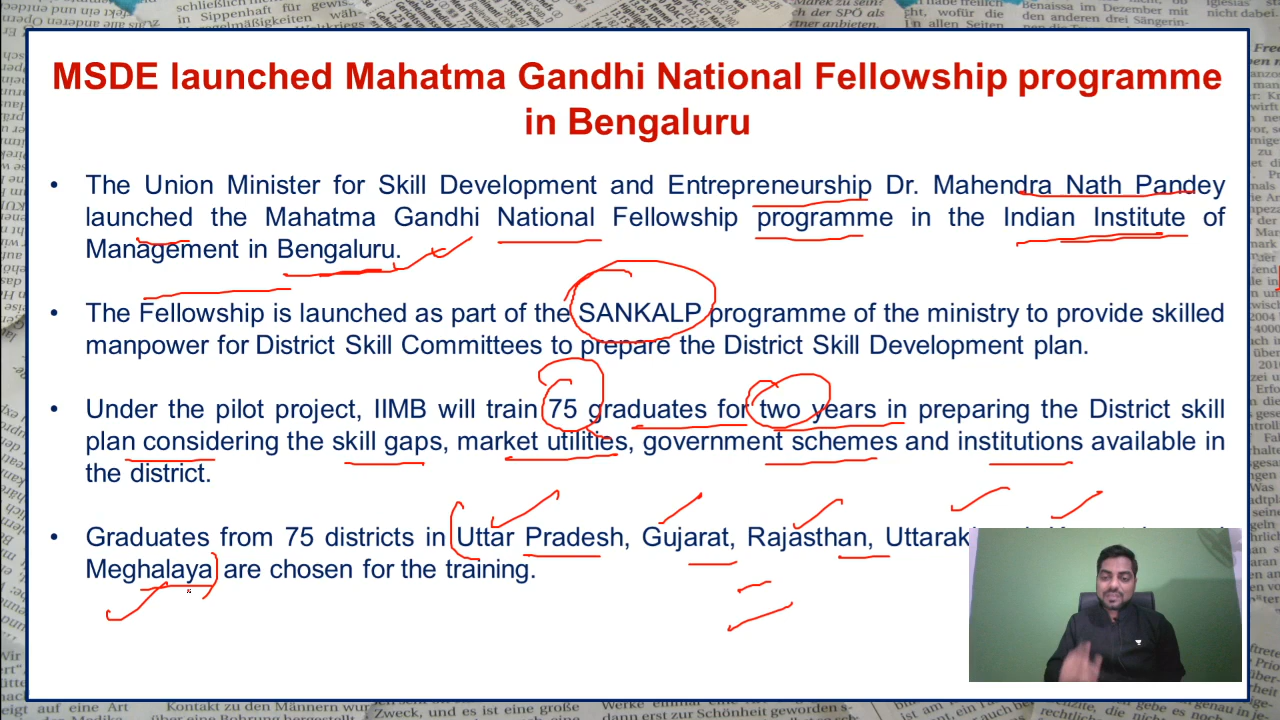 MSDE launched Mahatma Gandhi National Fellowship programme
in Bengaluru
• The Union Minister for Skill Development and Entrepreneurship Dr. Mahendra Nath Pandey
launched the Mahatma Gandhi National Fellowship programme in the Indian Institute of
Management in Bengaluru.
• The Fellowship is launched as part of the SANKALP programme of the ministry to provide skilled
manpower for District Skill Committees to prepare the District Skill Development plan.
• Under the pilot project, IIMB will train 75 graduates for two years in preparing the District skill
plan considering the skill gaps, market utilities, government schemes and institutions available in
the district.
• Graduates from 75 districts in Uttar Pradesh, Gujarat, Rajasthan,
Meghalaya are chosen for the training.